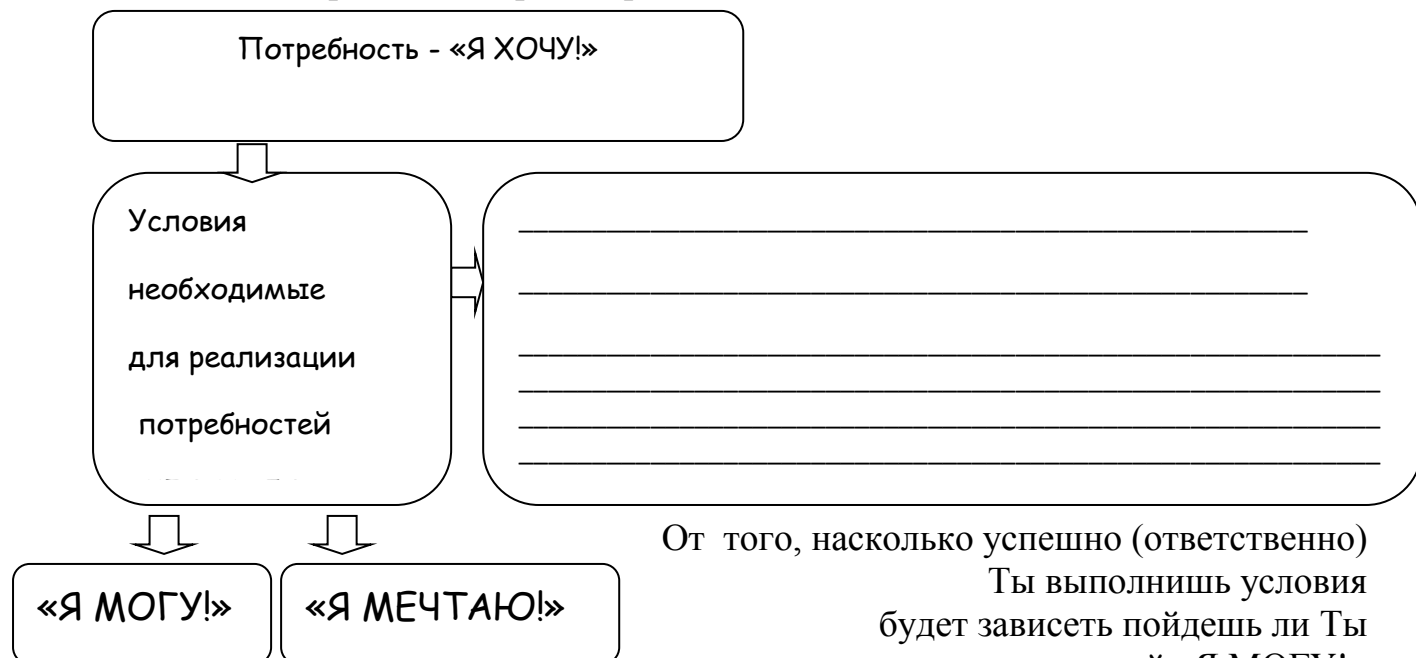 Потребность - «Я ХОЧУ!»
Условия
необходимые
для реализации
потребностей
От того, насколько успешно (ответственно)
Ты выполнишь условия
будет зависеть пойдешь ли Ты
«Я МОГУ!»
«Я МЕЧТАЮ!»
«Я МОГУ!»